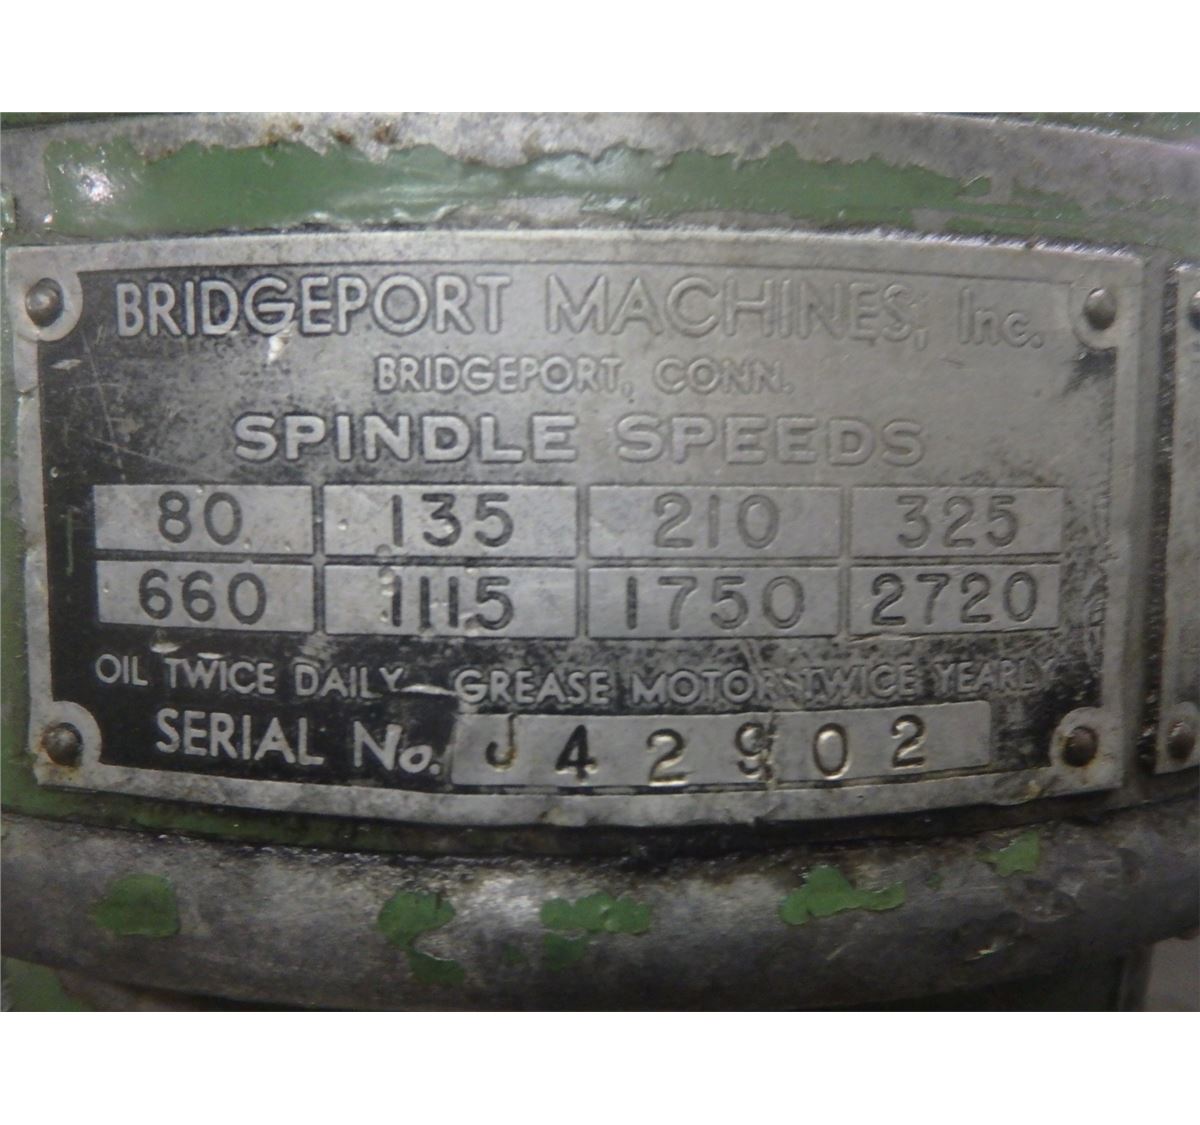 BRIDGEPORT MACHINES, Inc.
BRIDGEPORT, CONN.
SPINDLE SPEEDS
80 135 210 325
660 1115 1750 2720
OIL TWICE DAILY - GREASE MOTOR TWICE YEARLY
SERIAL No. J42902